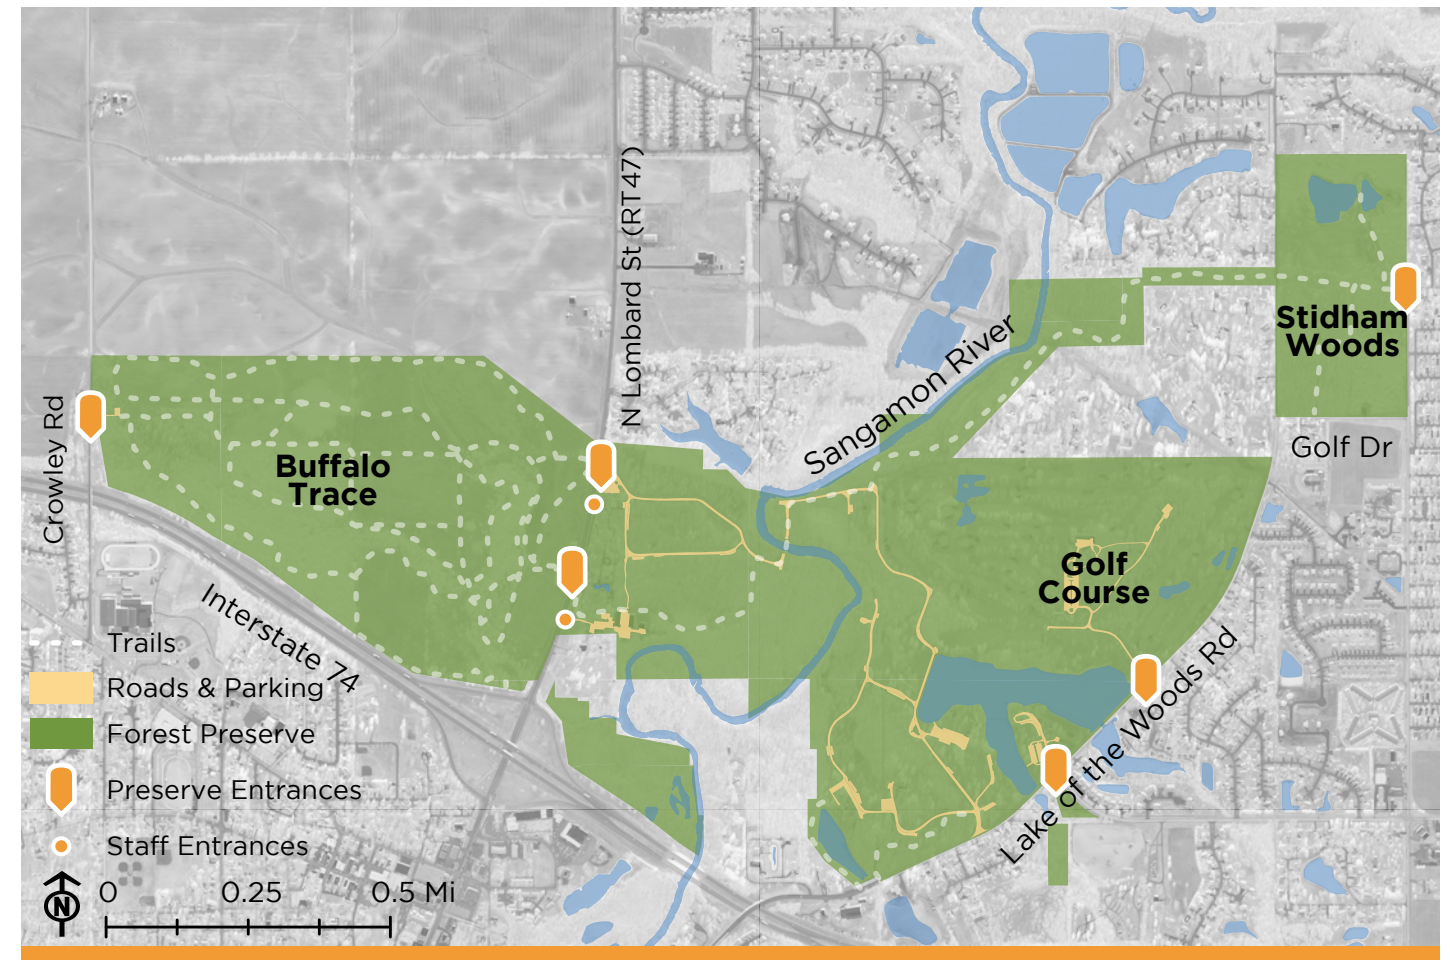 N Lombard St (RT47)
Sangamon River
Stidham
Woods
Golf Dr
Crowley Rd
Buffalo
Trace
Golf
Course
Interstate 74
Lake of the Woods Rd
Trails
Roads & Parking
Forest Preserve
Preserve Entrances
Staff Entrances
N
0 0.25 0.5 Mi